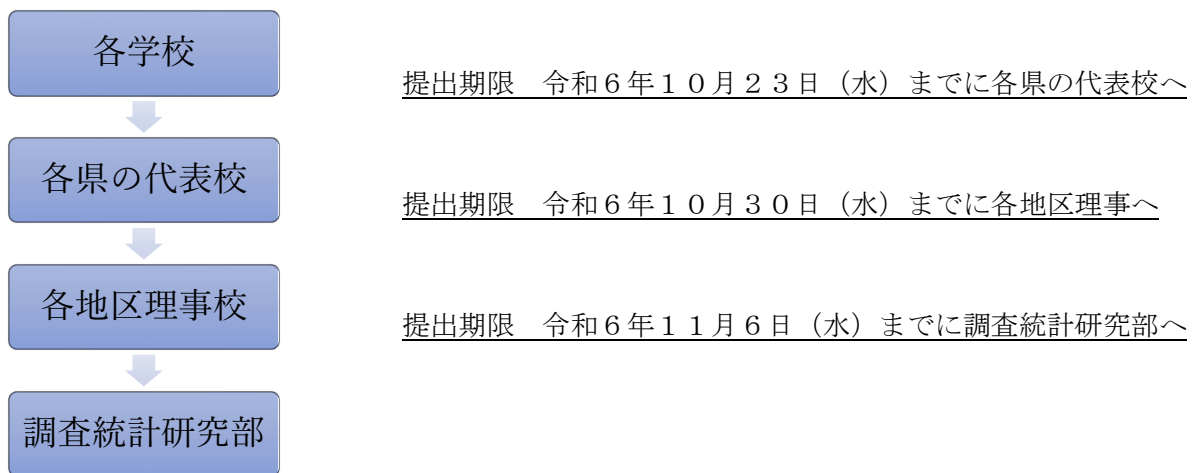 各学校
提出期限　令和６年１０月２３日（水）までに各県の代表校へ
各県の代表校
提出期限　令和６年１０月３０日（水）までに各地区理事へ
各地区理事校
提出期限　令和６年１１月６日（水）までに調査統計研究部へ
調査統計研究部